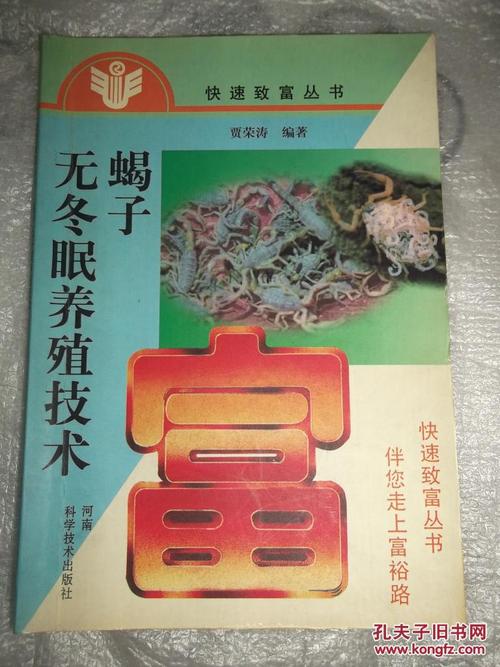 快速致富丛书
贾荣涛 编著
蝎子
无冬眠养殖技术
富
快速致富丛书
伴您走上富裕路
河南
科学技术出版社
孔夫子旧书网
www.kongfz.com